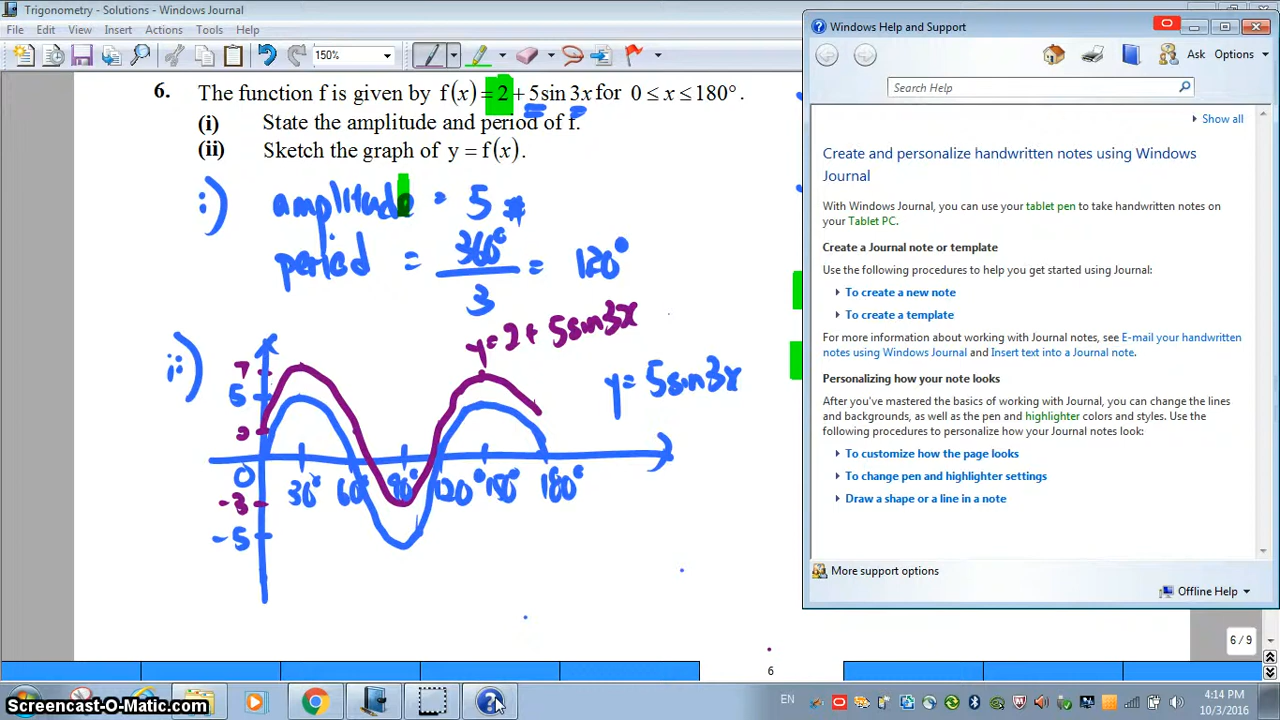 Trigonometry - Solutions - Windows Journal
File Edit View Insert Actions Tools Help
150%
6. The function f is given by f(x) = 2 + 5sin 3x for 0 ≤ x ≤ 180°.
(i) State the amplitude and period of f.
(ii) Sketch the graph of y = f(x).
i) amplitude = 5 #
period = 360°/3 = 120°
y = 2 + 5sin3x
ii)
7
5
y = 5sin3x
2
0
30° 60° 90° 120° 150° 180°
-3
-5
6
6 / 9
Windows Help and Support
Ask Options
Search Help
Show all
Create and personalize handwritten notes using Windows
Journal
With Windows Journal, you can use your tablet pen to take handwritten notes on
your Tablet PC.
Create a Journal note or template
Use the following procedures to help you get started using Journal:
To create a new note
To create a template
For more information about working with Journal notes, see E-mail your handwritten
notes using Windows Journal and Insert text into a Journal note.
Personalizing how your note looks
After you've mastered the basics of working with Journal, you can change the lines
and backgrounds, as well as the pen and highlighter colors and styles. Use the
following procedures to personalize how your Journal notes look:
To customize how the page looks
To change pen and highlighter settings
Draw a shape or a line in a note
More support options
Offline Help
Screencast-O-Matic.com
EN
4:14 PM
10/3/2016